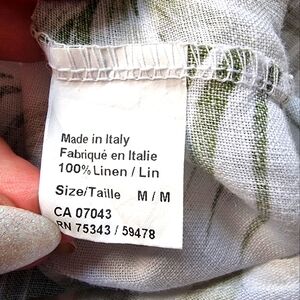 Made in Italy
Fabriqué en Italie
100% Linen / Lin
Size/Taille M / M
CA 07043
RN 75343 / 59478